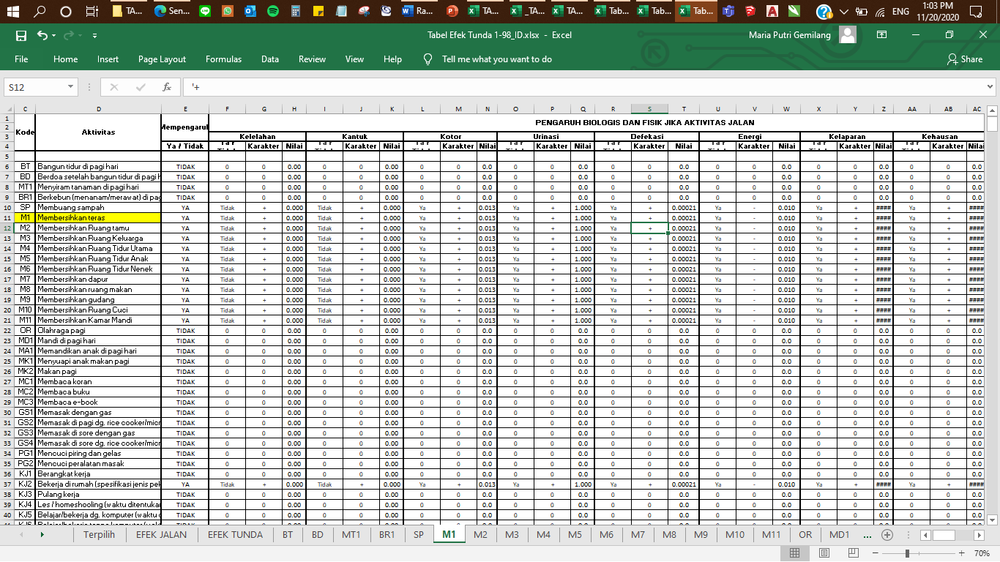 TA... Sen... W Ra... P TA... _TA... TA... Tab... Tab... Tab... ENG 1:03 PM 11/20/2020
Tabel Efek Tunda 1-98_ID.xlsx - Excel Maria Putri Gemilang
File Home Insert Page Layout Formulas Data Review View Help Tell me what you want to do Share
S12 fx '+
C D E F G H I J K L M N O P Q R S T U V W X Y Z AA AB AC
1 PENGARUH BIOLOGIS DAN FISIK JIKA AKTIVITAS JALAN
2 Kode Aktivitas
3 Kelelahan Kantuk Kotor Urinasi Defekasi Energi Kelaparan Kehausan
4 Ya / Tidak Karakter Nilai Karakter Nilai Karakter Nilai Karakter Nilai Karakter Nilai Karakter Nilai Karakter Nilai Karakter Nilai
5
6 BT Bangun tidur di pagi hari TIDAK 0 0 0.00 0 0 0.00 0 0 0.0 0 0 0.0 0 0 0.0 0 0 0.0 0 0 0.0 0 0 0.0
7 BD Berdoa setelah bangun tidur di pagi h TIDAK 0 0 0.00 0 0 0.00 0 0 0.0 0 0 0.0 0 0 0.0 0 0 0.0 0 0 0.0 0 0 0.0
8 MT1 Menyiram tanaman di pagi hari TIDAK 0 0 0.00 0 0 0.00 0 0 0.0 0 0 0.0 0 0 0.0 0 0 0.0 0 0 0.0 0 0 0.0
9 BR1 Berkebun (menanam/merawat) di pag TIDAK 0 0 0.00 0 0 0.00 0 0 0.0 0 0 0.0 0 0 0.0 0 0 0.0 0 0 0.0 0 0 0.0
10 SP Membuang sampah YA Tidak + 0.000 Tidak + 0.000 Ya + 0.013 Ya + 1.000 Ya + 0.00021 Ya - 0.010 Ya + #### Ya + ####
11 M1 Membersihkan teras YA Tidak + 0.000 Tidak + 0.000 Ya + 0.013 Ya + 1.000 Ya + 0.00021 Ya - 0.010 Ya + #### Ya + ####
12 M2 Membersihkan Ruang tamu YA Tidak + 0.000 Tidak + 0.000 Ya + 0.013 Ya + 1.000 Ya + 0.00021 Ya - 0.010 Ya + #### Ya + ####
13 M3 Membersihkan Ruang Keluarga YA Tidak + 0.000 Tidak + 0.000 Ya + 0.013 Ya + 1.000 Ya + 0.00021 Ya - 0.010 Ya + #### Ya + ####
14 M4 Membersihkan Ruang Tidur Utama YA Tidak + 0.000 Tidak + 0.000 Ya + 0.013 Ya + 1.000 Ya + 0.00021 Ya - 0.010 Ya + #### Ya + ####
15 M5 Membersihkan Ruang Tidur Anak YA Tidak + 0.000 Tidak + 0.000 Ya + 0.013 Ya + 1.000 Ya + 0.00021 Ya - 0.010 Ya + #### Ya + ####
16 M6 Membersihkan Ruang Tidur Nenek YA Tidak + 0.000 Tidak + 0.000 Ya + 0.013 Ya + 1.000 Ya + 0.00021 Ya - 0.010 Ya + #### Ya + ####
17 M7 Membersihkan dapur YA Tidak + 0.000 Tidak + 0.000 Ya + 0.013 Ya + 1.000 Ya + 0.00021 Ya - 0.010 Ya + #### Ya + ####
18 M8 Membersihkan ruang makan YA Tidak + 0.000 Tidak + 0.000 Ya + 0.013 Ya + 1.000 Ya + 0.00021 Ya - 0.010 Ya + #### Ya + ####
19 M9 Membersihkan gudang YA Tidak + 0.000 Tidak + 0.000 Ya + 0.013 Ya + 1.000 Ya + 0.00021 Ya - 0.010 Ya + #### Ya + ####
20 M10 Membersihkan Ruang Cuci YA Tidak + 0.000 Tidak + 0.000 Ya + 0.013 Ya + 1.000 Ya + 0.00021 Ya - 0.010 Ya + #### Ya + ####
21 M11 Membersihkan Kamar Mandi YA Tidak + 0.000 Tidak + 0.000 Ya + 0.013 Ya + 1.000 Ya + 0.00021 Ya - 0.010 Ya + #### Ya + ####
22 OR Olahraga pagi TIDAK 0 0 0.00 0 0 0.00 0 0 0.0 0 0 0.0 0 0 0.0 0 0 0.0 0 0 0.0 0 0 0.0
23 MD1 Mandi di pagi hari TIDAK 0 0 0.00 0 0 0.00 0 0 0.0 0 0 0.0 0 0 0.0 0 0 0.0 0 0 0.0 0 0 0.0
24 MA1 Memandikan anak di pagi hari TIDAK 0 0 0.00 0 0 0.00 0 0 0.0 0 0 0.0 0 0 0.0 0 0 0.0 0 0 0.0 0 0 0.0
25 MK1 Menyuapi anak makan pagi TIDAK 0 0 0.00 0 0 0.00 0 0 0.0 0 0 0.0 0 0 0.0 0 0 0.0 0 0 0.0 0 0 0.0
26 MK2 Makan pagi TIDAK 0 0 0.00 0 0 0.00 0 0 0.0 0 0 0.0 0 0 0.0 0 0 0.0 0 0 0.0 0 0 0.0
27 MC1 Membaca koran TIDAK 0 0 0.00 0 0 0.00 0 0 0.0 0 0 0.0 0 0 0.0 0 0 0.0 0 0 0.0 0 0 0.0
28 MC2 Membaca buku TIDAK 0 0 0.00 0 0 0.00 0 0 0.0 0 0 0.0 0 0 0.0 0 0 0.0 0 0 0.0 0 0 0.0
29 MC3 Membaca e-book TIDAK 0 0 0.00 0 0 0.00 0 0 0.0 0 0 0.0 0 0 0.0 0 0 0.0 0 0 0.0 0 0 0.0
30 GS1 Memasak dengan gas TIDAK 0 0 0.00 0 0 0.00 0 0 0.0 0 0 0.0 0 0 0.0 0 0 0.0 0 0 0.0 0 0 0.0
31 GS2 Memasak di pagi dg. rice cooker/micr TIDAK 0 0 0.00 0 0 0.00 0 0 0.0 0 0 0.0 0 0 0.0 0 0 0.0 0 0 0.0 0 0 0.0
32 GS3 Memasak di sore dengan gas TIDAK 0 0 0.00 0 0 0.00 0 0 0.0 0 0 0.0 0 0 0.0 0 0 0.0 0 0 0.0 0 0 0.0
33 GS4 Memasak di sore dg. rice cooker/micr TIDAK 0 0 0.00 0 0 0.00 0 0 0.0 0 0 0.0 0 0 0.0 0 0 0.0 0 0 0.0 0 0 0.0
34 PG1 Mencuci piring dan gelas TIDAK 0 0 0.00 0 0 0.00 0 0 0.0 0 0 0.0 0 0 0.0 0 0 0.0 0 0 0.0 0 0 0.0
35 PG2 Mencuci peralatan masak TIDAK 0 0 0.00 0 0 0.00 0 0 0.0 0 0 0.0 0 0 0.0 0 0 0.0 0 0 0.0 0 0 0.0
36 KJ1 Berangkat kerja TIDAK 0 0 0.00 0 0 0.00 0 0 0.0 0 0 0.0 0 0 0.0 0 0 0.0 0 0 0.0 0 0 0.0
37 KJ2 Bekerja di rumah (spesifikasi jenis pek YA Tidak + 0.000 Tidak + 0.000 Ya + 0.013 Ya + 1.000 Ya + 0.00021 Ya - 0.010 Ya + #### Ya + ####
38 KJ3 Pulang kerja TIDAK 0 0 0.00 0 0 0.00 0 0 0.0 0 0 0.0 0 0 0.0 0 0 0.0 0 0 0.0 0 0 0.0
39 KJ4 Les / homeshooling (waktu ditentukan TIDAK 0 0 0.00 0 0 0.00 0 0 0.0 0 0 0.0 0 0 0.0 0 0 0.0 0 0 0.0 0 0 0.0
40 KJ5 Belajar/bekerja dg. komputer (waktu d TIDAK 0 0 0.00 0 0 0.00 0 0 0.0 0 0 0.0 0 0 0.0 0 0 0.0 0 0 0.0 0 0 0.0
Terpilih EFEK JALAN EFEK TUNDA BT BD MT1 BR1 SP M1 M2 M3 M4 M5 M6 M7 M8 M9 M10 M11 OR MD1 ...
70%